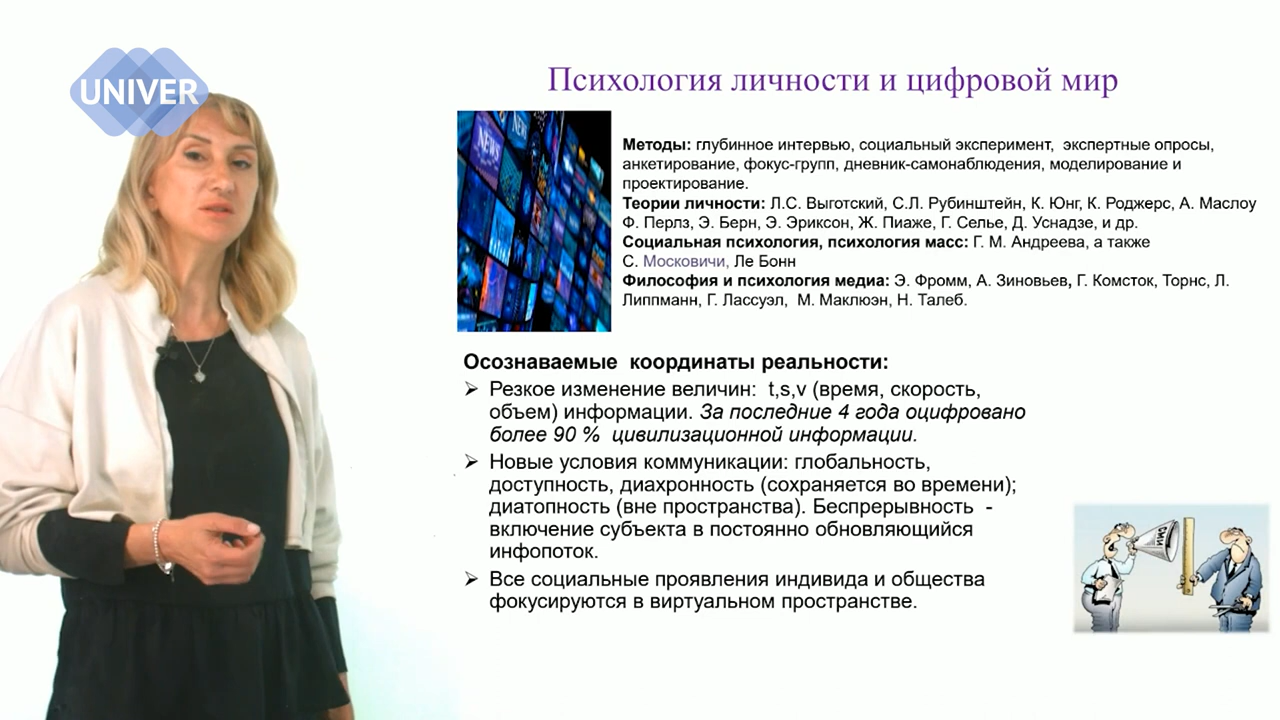 UNIVER
Психология личности и цифровой мир
NEWS
Методы: глубинное интервью, социальный эксперимент,  экспертные опросы,
анкетирование, фокус-групп, дневник-самонаблюдения, моделирование и
проектирование.
Теории личности: Л.С. Выготский, С.Л. Рубинштейн, К. Юнг, К. Роджерс, А. Маслоу
Ф. Перлз, Э. Берн, Э. Эриксон, Ж. Пиаже, Г. Селье, Д. Уснадзе, и др.
Социальная психология, психология масс: Г. М. Андреева, а также
С. Московичи, Ле Бонн
Философия и психология медиа: Э. Фромм, А. Зиновьев, Г. Комсток, Торнс, Л.
Липпманн, Г. Лассуэл,  М. Маклюэн, Н. Талеб.
Осознаваемые  координаты реальности:
➢ Резкое изменение величин:  t,s,v (время, скорость,
объем) информации. За последние 4 года оцифровано
более 90 %  цивилизационной информации.
➢ Новые условия коммуникации: глобальность,
доступность, диахронность (сохраняется во времени);
диатопность (вне пространства). Беспрерывность  -
включение субъекта в постоянно обновляющийся
инфопоток.
➢ Все социальные проявления индивида и общества
фокусируются в виртуальном пространстве.
СМИ